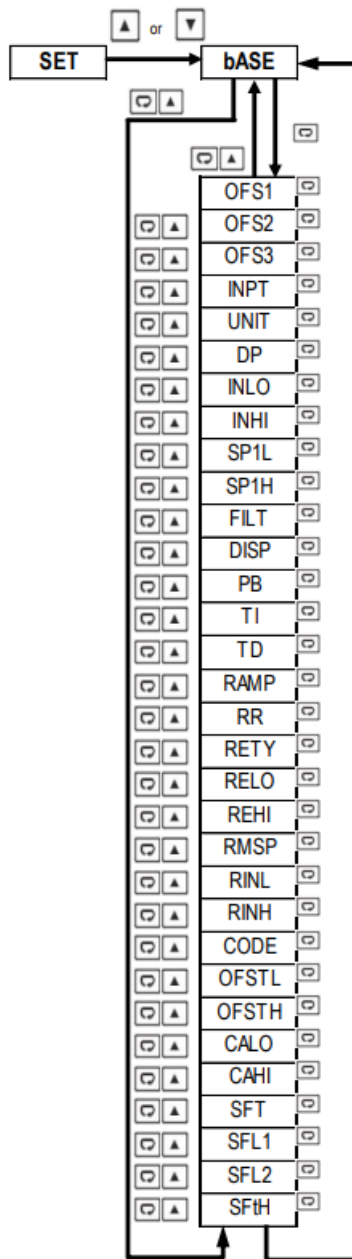 or
SET
bASE
OFS1
OFS2
OFS3
INPT
UNIT
DP
INLO
INHI
SP1L
SP1H
FILT
DISP
PB
TI
TD
RAMP
RR
RETY
RELO
REHI
RMSP
RINL
RINH
CODE
OFSTL
OFSTH
CALO
CAHI
SFT
SFL1
SFL2
SFtH